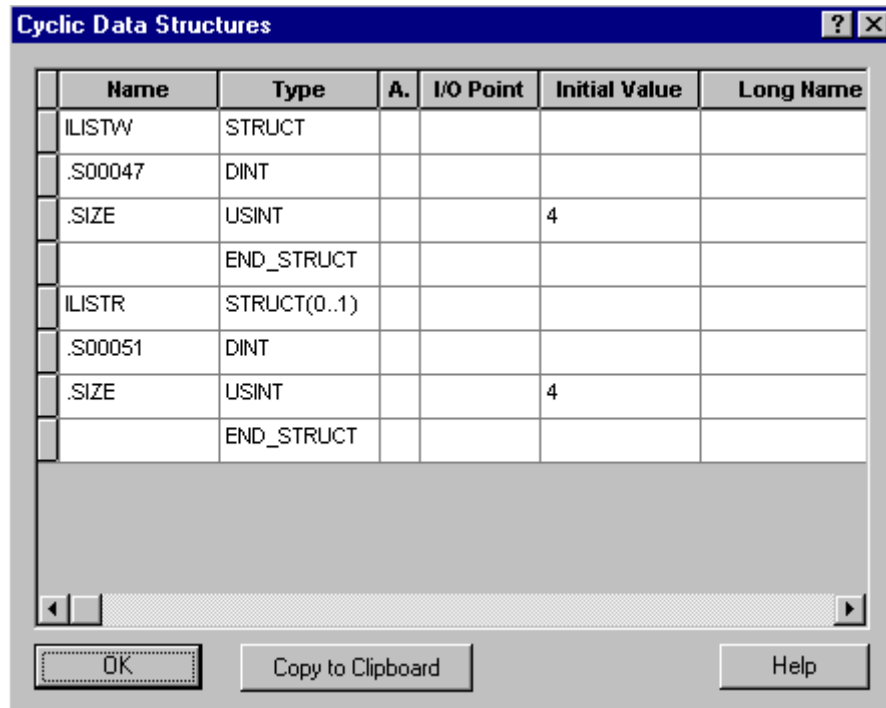 Cyclic Data Structures
Name Type A. I/O Point Initial Value Long Name
ILISTW STRUCT
.S00047 DINT
.SIZE USINT 4
END_STRUCT
ILISTR STRUCT(0..1)
.S00051 DINT
.SIZE USINT 4
END_STRUCT
OK Copy to Clipboard Help